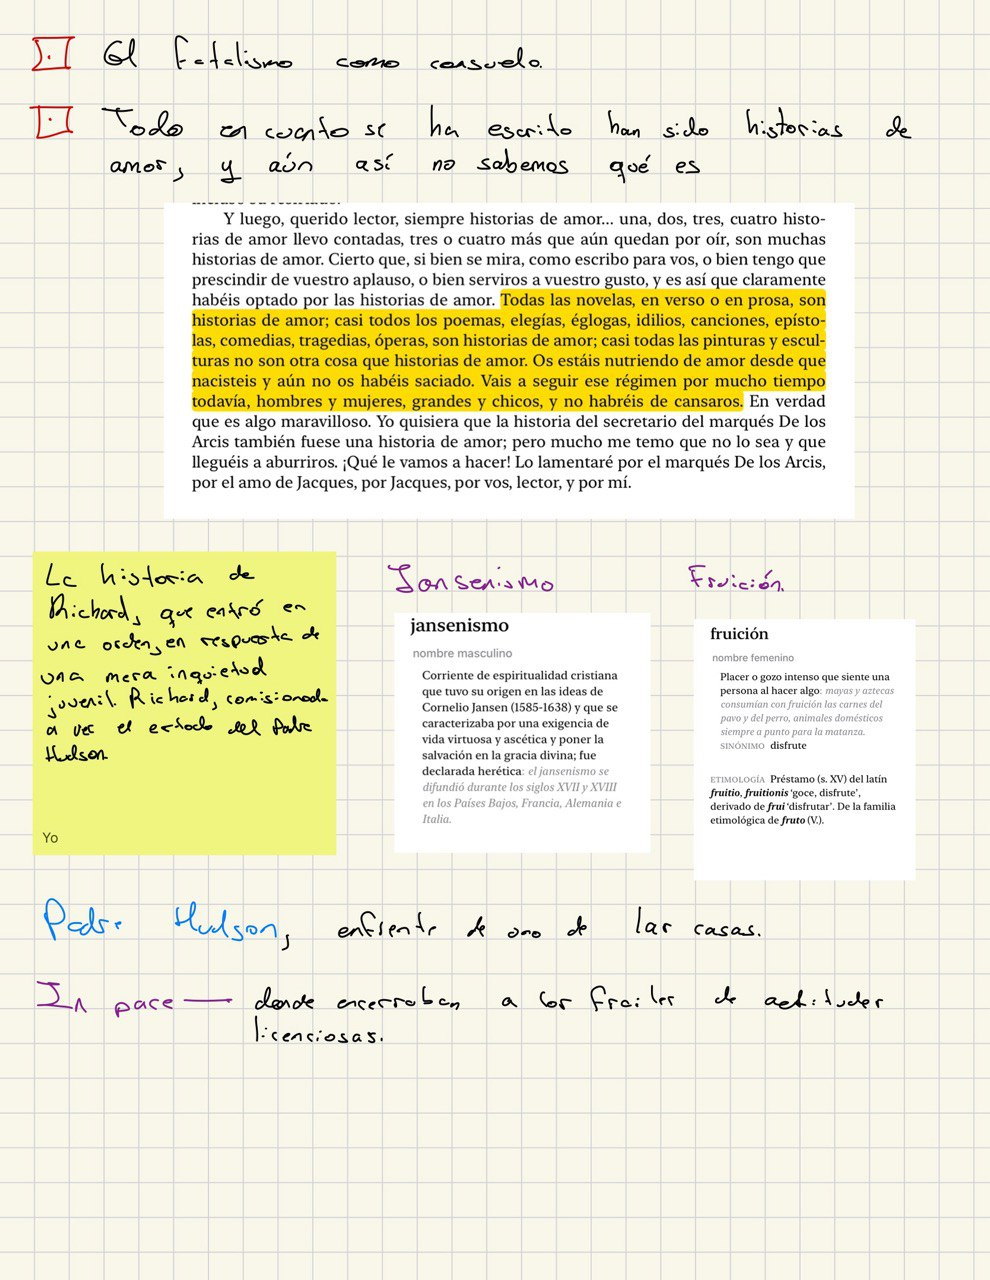 El fatalismo como consuelo.
Todo en cuanto se ha escrito han sido historias de
amor, y aún así no sabemos qué es
Y luego, querido lector, siempre historias de amor... una, dos, tres, cuatro histo-
rias de amor llevo contadas, tres o cuatro más que aún quedan por oír, son muchas
historias de amor. Cierto que, si bien se mira, como escribo para vos, o bien tengo que
prescindir de vuestro aplauso, o bien serviros a vuestro gusto, y es así que claramente
habéis optado por las historias de amor. Todas las novelas, en verso o en prosa, son
historias de amor; casi todos los poemas, elegías, églogas, idilios, canciones, epísto-
las, comedias, tragedias, óperas, son historias de amor; casi todas las pinturas y escul-
turas no son otra cosa que historias de amor. Os estáis nutriendo de amor desde que
nacisteis y aún no os habéis saciado. Vais a seguir ese régimen por mucho tiempo
todavía, hombres y mujeres, grandes y chicos, y no habréis de cansaros. En verdad
que es algo maravilloso. Yo quisiera que la historia del secretario del marqués De los
Arcis también fuese una historia de amor; pero mucho me temo que no lo sea y que
lleguéis a aburriros. ¡Qué le vamos a hacer! Lo lamentaré por el marqués De los Arcis,
por el amo de Jacques, por Jacques, por vos, lector, y por mí.
La historia de
Richard, que entró en
una orden, en respuesta de
una mera inquietud
juvenil. Richard, comisionado
a ver el estado del Padre
Hudson
Yo
Jansenismo
jansenismo
nombre masculino
Corriente de espiritualidad cristiana
que tuvo su origen en las ideas de
Cornelio Jansen (1585-1638) y que se
caracterizaba por una exigencia de
vida virtuosa y ascética y poner la
salvación en la gracia divina; fue
declarada herética: el jansenismo se
difundió durante los siglos XVII y XVIII
en los Países Bajos, Francia, Alemania e
Italia.
Fruición.
fruición
nombre femenino
Placer o gozo intenso que siente una
persona al hacer algo: mayas y aztecas
consumían con fruición las carnes del
pavo y del perro, animales domésticos
siempre a punto para la matanza.
SINÓNIMO disfrute
ETIMOLOGÍA Préstamo (s. XV) del latín
fruitio, fruitionis 'goce, disfrute',
derivado de frui 'disfrutar'. De la familia
etimológica de fruto (V.).
Padre Hudson, enfrente de uno de las casas.
In pace — donde encerraban a los frailes de actitudes
licenciosas.